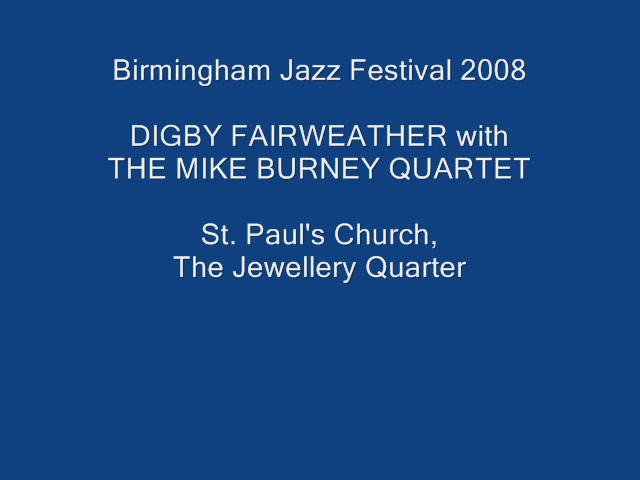 Birmingham Jazz Festival 2008
DIGBY FAIRWEATHER with
THE MIKE BURNEY QUARTET
St. Paul's Church,
The Jewellery Quarter